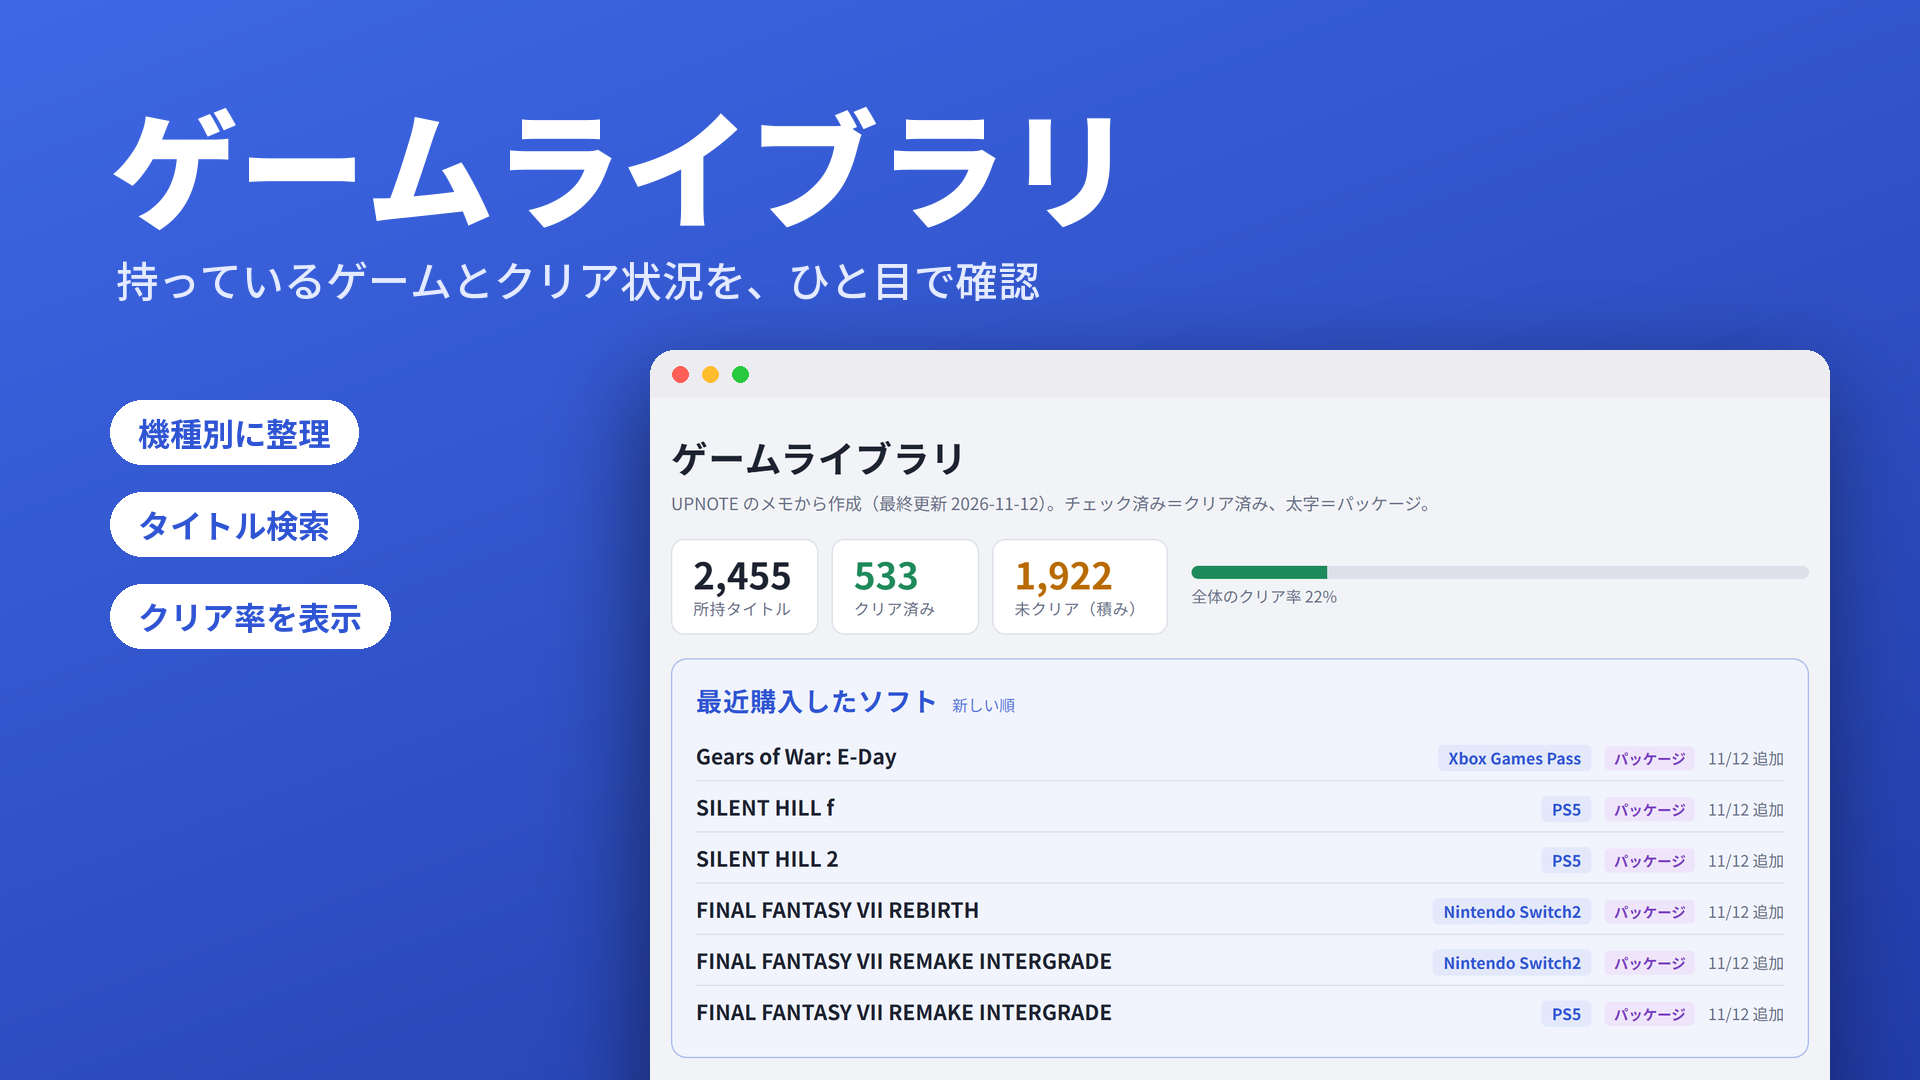 ゲームライブラリ
持っているゲームとクリア状況を、ひと目で確認
機種別に整理
タイトル検索
クリア率を表示
ゲームライブラリ
UPNOTE のメモから作成（最終更新 2026-11-12）。チェック済み＝クリア済み、太字＝パッケージ。
2,455
所持タイトル
533
クリア済み
1,922
未クリア（積み）
全体のクリア率 22%
最近購入したソフト 新しい順
Gears of War: E-Day Xbox Games Pass パッケージ 11/12 追加
SILENT HILL f PS5 パッケージ 11/12 追加
SILENT HILL 2 PS5 パッケージ 11/12 追加
FINAL FANTASY VII REBIRTH Nintendo Switch2 パッケージ 11/12 追加
FINAL FANTASY VII REMAKE INTERGRADE Nintendo Switch2 パッケージ 11/12 追加
FINAL FANTASY VII REMAKE INTERGRADE PS5 パッケージ 11/12 追加